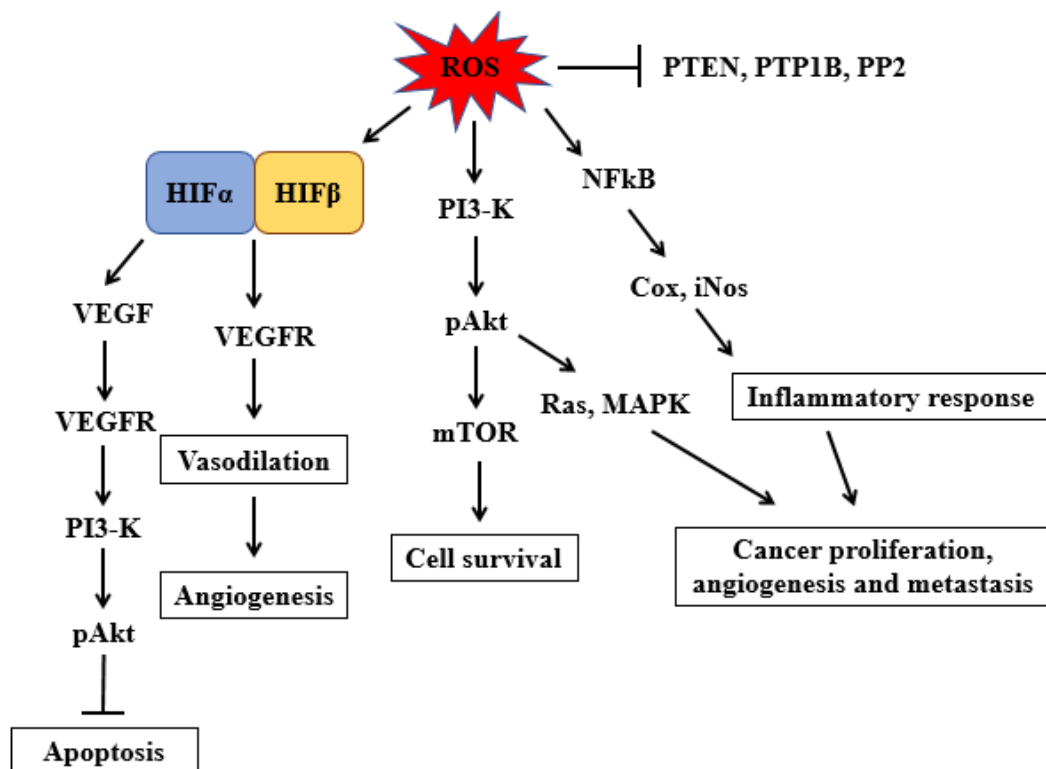 ROS
PTEN, PTP1B, PP2
HIFα
HIFβ
NFkB
PI3-K
Cox, iNos
VEGF
VEGFR
pAkt
VEGFR
Ras, MAPK
Inflammatory response
mTOR
Vasodilation
PI3-K
Cell survival
Cancer proliferation,
angiogenesis and metastasis
Angiogenesis
pAkt
Apoptosis